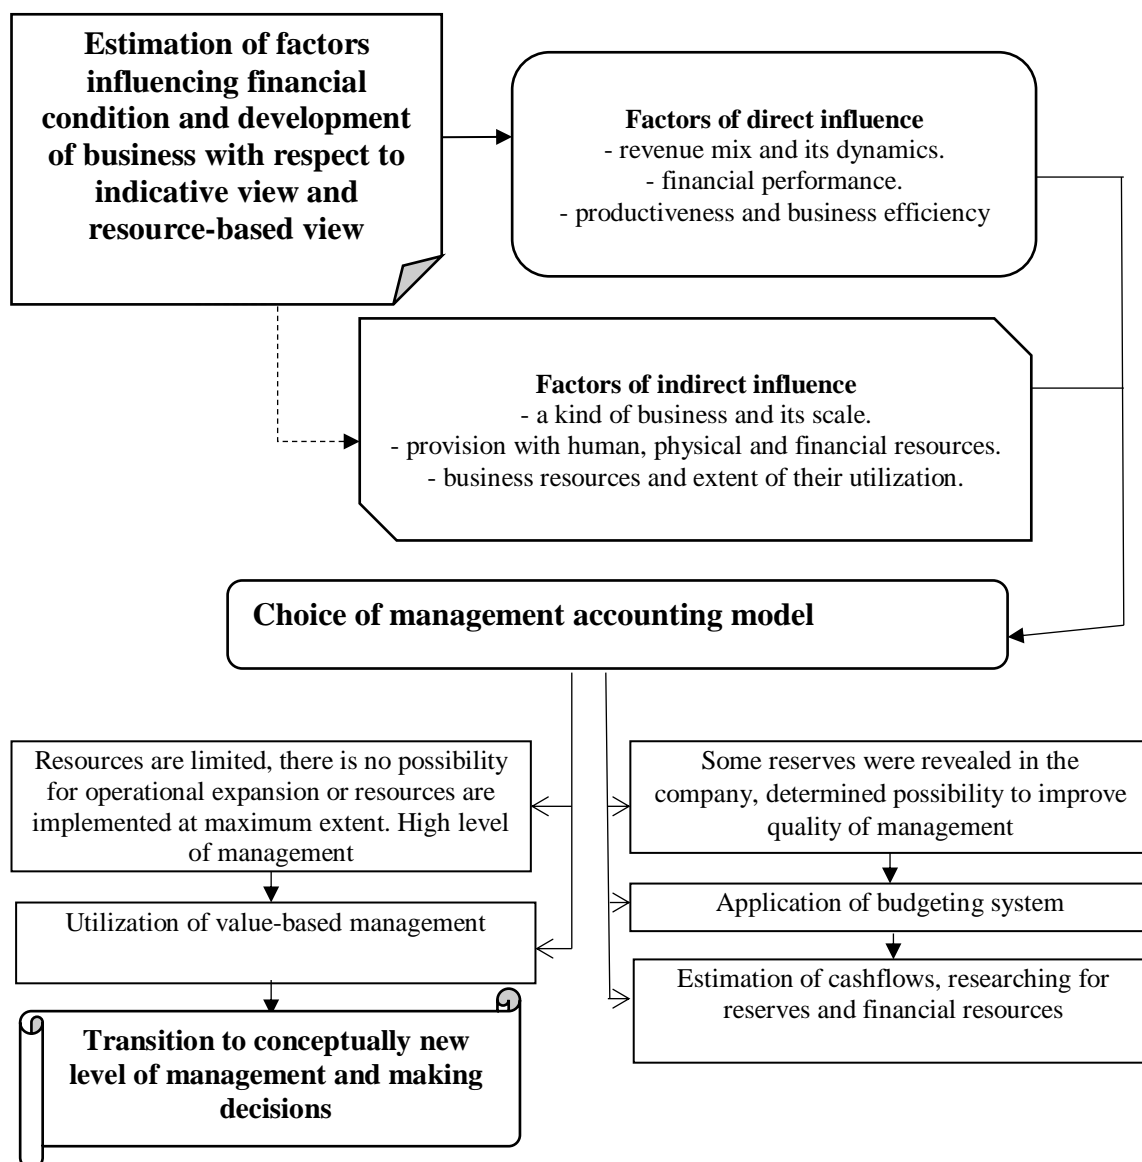 Estimation of factors
influencing financial
condition and development
of business with respect to
indicative view and
resource-based view
Factors of direct influence
- revenue mix and its dynamics.
- financial performance.
- productiveness and business efficiency
Factors of indirect influence
- a kind of business and its scale.
- provision with human, physical and financial resources.
- business resources and extent of their utilization.
Choice of management accounting model
Resources are limited, there is no possibility
for operational expansion or resources are
implemented at maximum extent. High level
of management
Utilization of value-based management
Transition to conceptually new
level of management and making
decisions
Some reserves were revealed in the
company, determined possibility to improve
quality of management
Application of budgeting system
Estimation of cashflows, researching for
reserves and financial resources